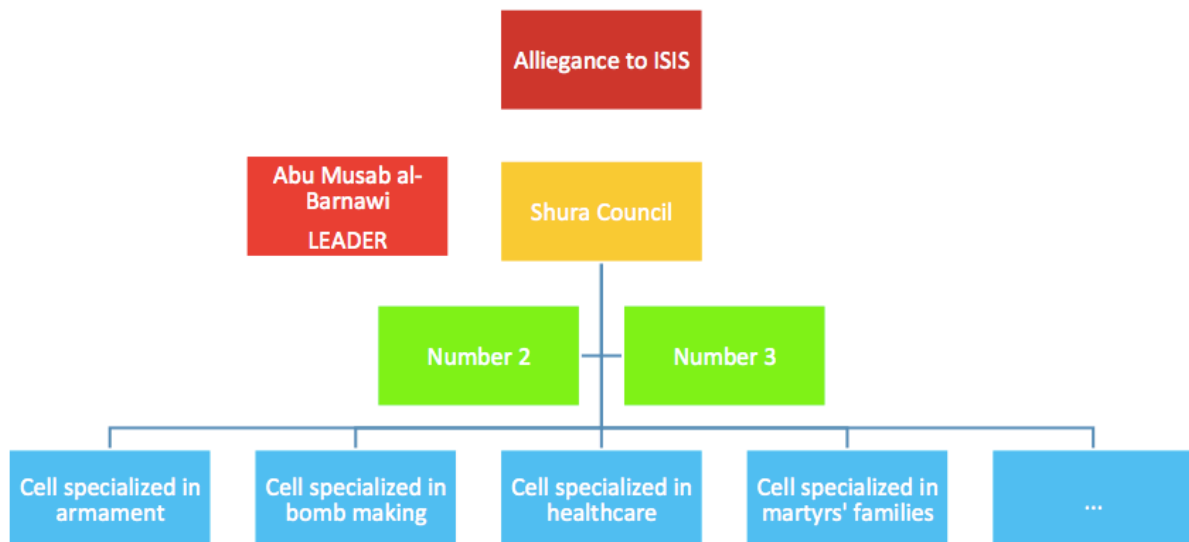 Alliegance to ISIS
Abu Musab al-
Barnawi
LEADER
Shura Council
Number 2
Number 3
Cell specialized in
armament
Cell specialized in
bomb making
Cell specialized in
healthcare
Cell specialized in
martyrs' families
...